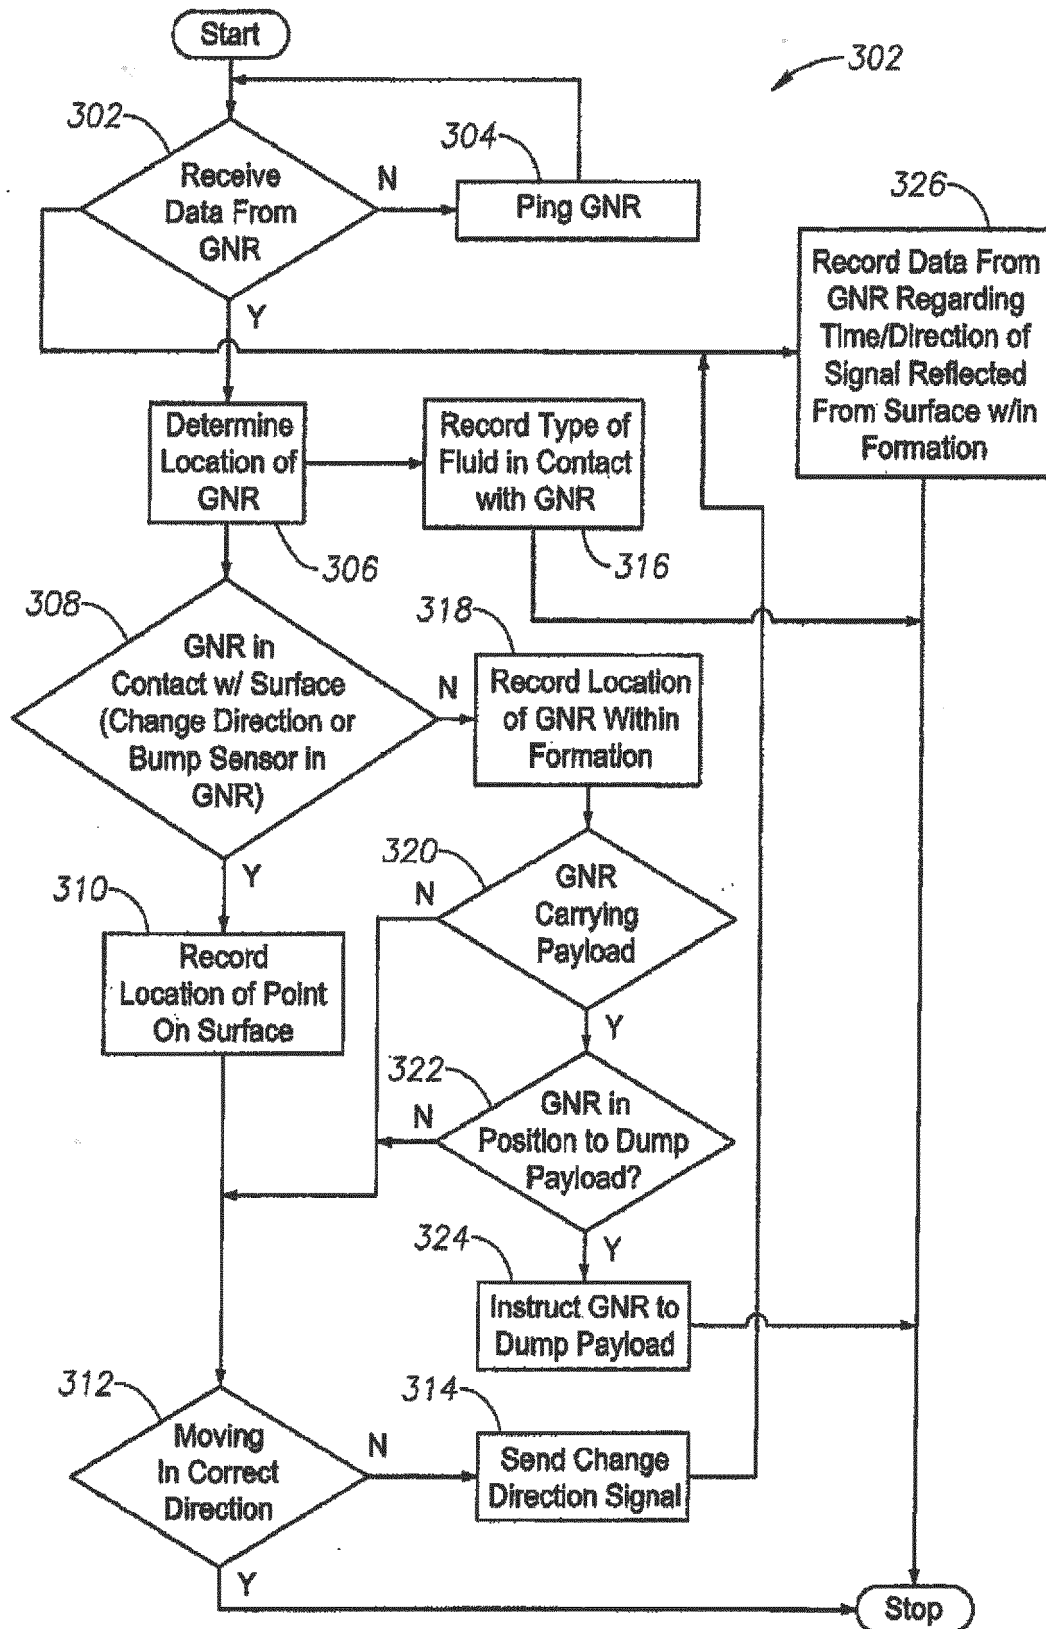 Start
302
302
Receive
Data From
GNR
N
304
Ping GNR
Y
326
Record Data From
GNR Regarding
Time/Direction of
Signal Reflected
From Surface w/in
Formation
Determine
Location of
GNR
306
Record Type of
Fluid in Contact
with GNR
316
308
GNR in
Contact w/ Surface
(Change Direction or
Bump Sensor in
GNR)
N
Y
318
Record Location
of GNR Within
Formation
310
Record
Location of Point
On Surface
320
GNR
Carrying
Payload
N
Y
322
GNR in
Position to Dump
Payload?
N
Y
324
Instruct GNR to
Dump Payload
312
Moving
In Correct
Direction
N
Y
314
Send Change
Direction Signal
Stop